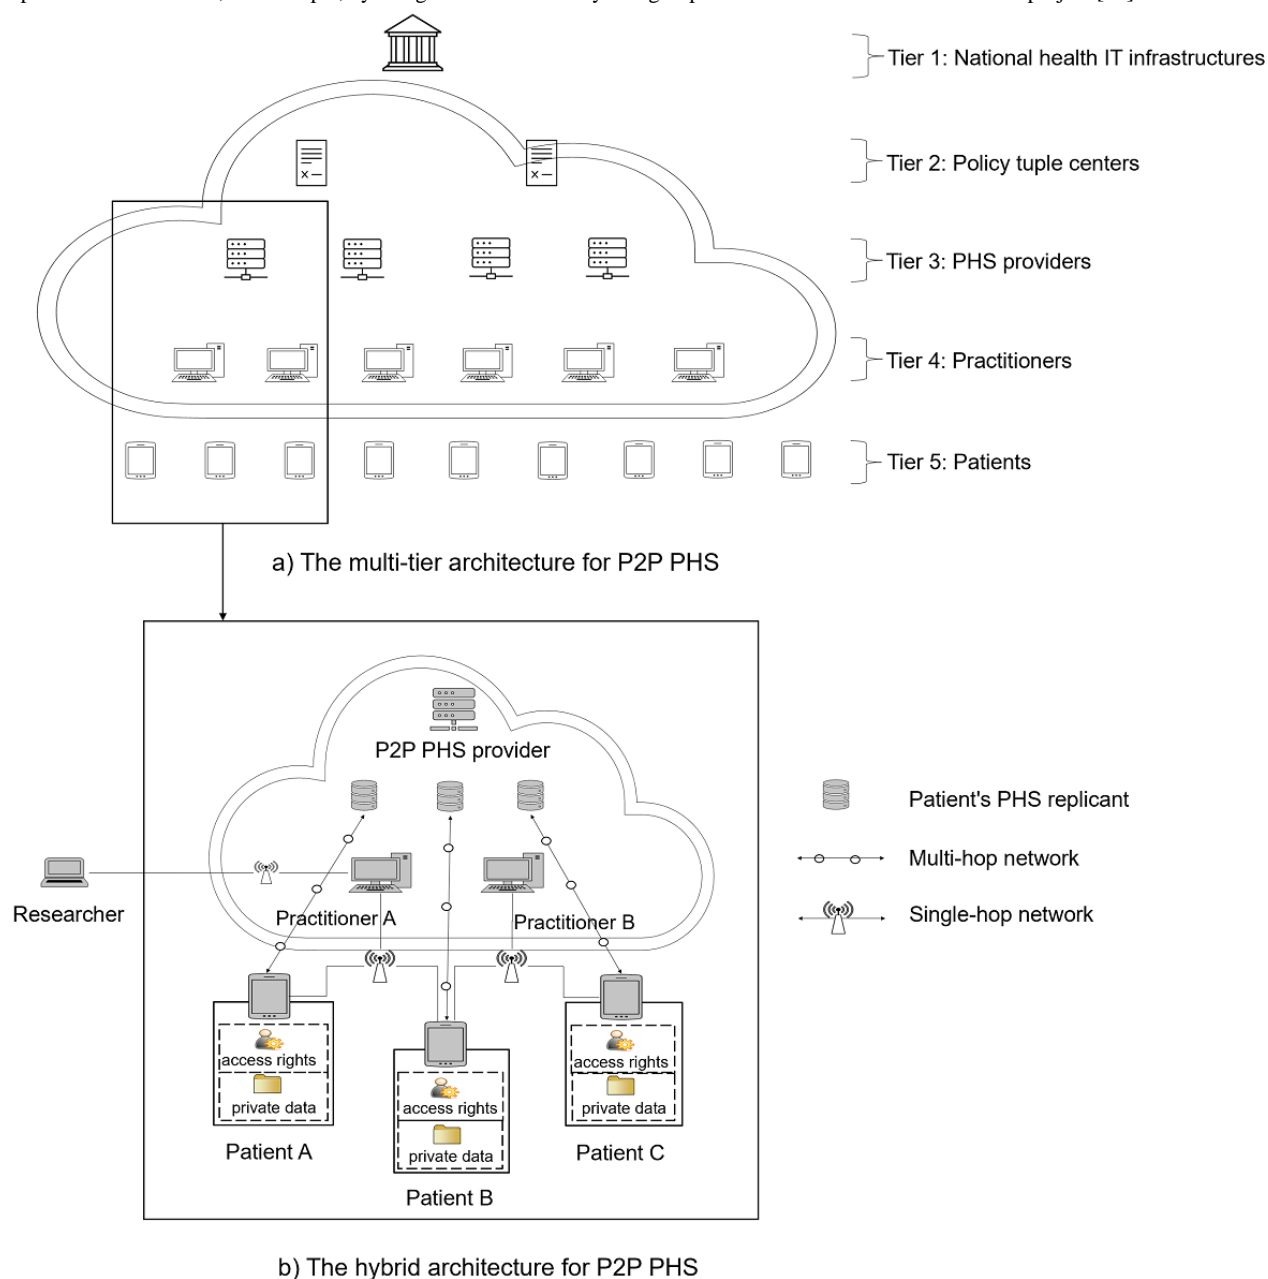 Tier 1: National health IT infrastructures
Tier 2: Policy tuple centers
Tier 3: PHS providers
Tier 4: Practitioners
Tier 5: Patients
a) The multi-tier architecture for P2P PHS
P2P PHS provider
Patient's PHS replicant
Multi-hop network
Researcher
Practitioner A
Practitioner B
Single-hop network
access rights
private data
Patient A
access rights
private data
Patient B
access rights
private data
Patient C
b) The hybrid architecture for P2P PHS